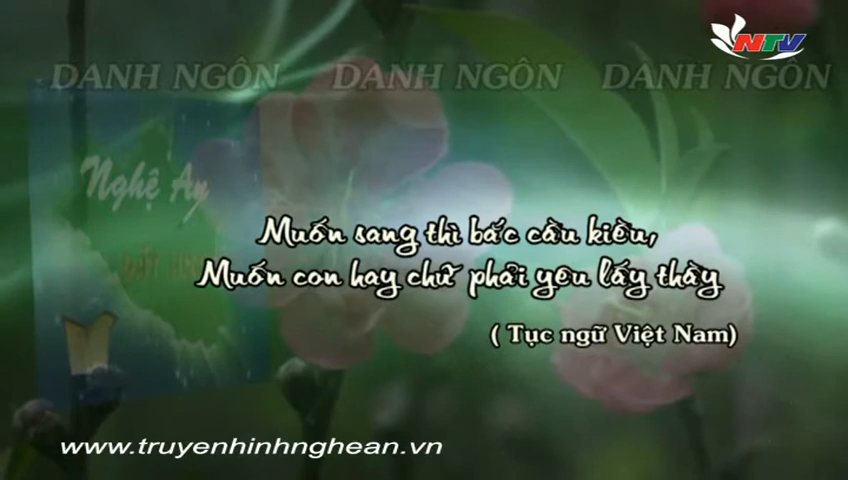 NTV
DANH NGÔN DANH NGÔN DANH NGÔN
Nghệ An
Muốn sang thì bắc cầu kiều,
Muốn con hay chữ phải yêu lấy thầy
( Tục ngữ Việt Nam)
www.truyenhinhnghean.vn